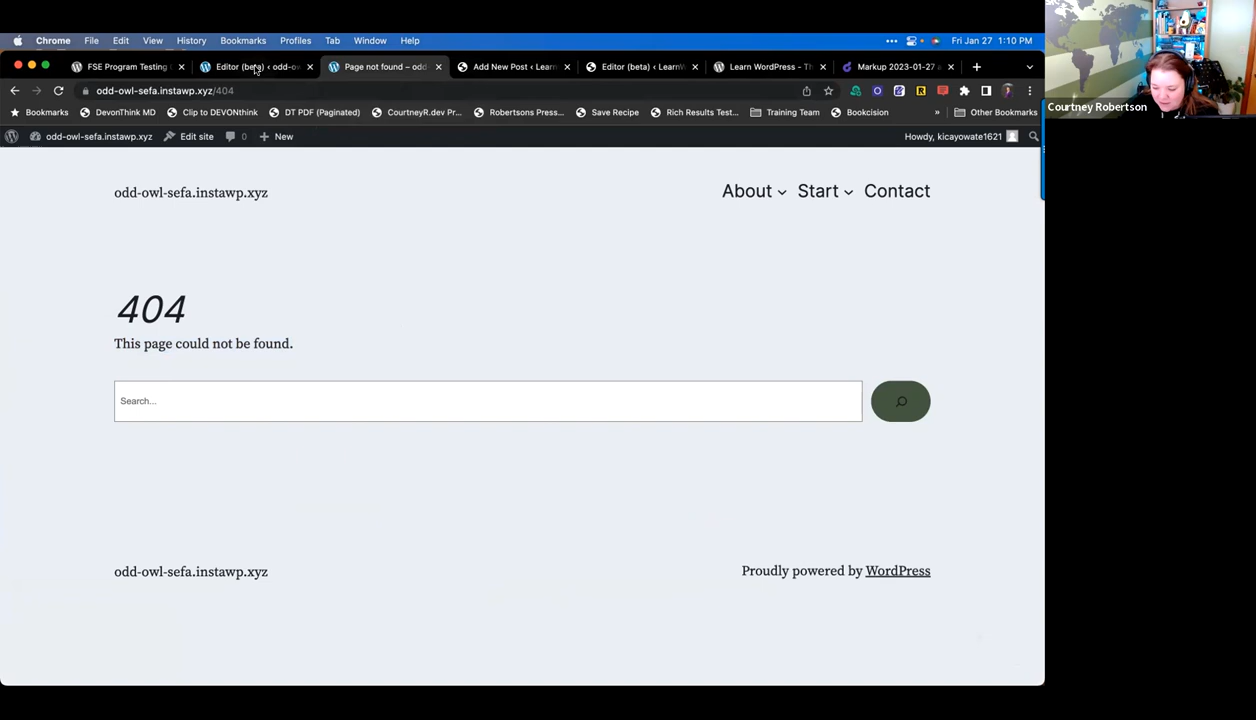 Chrome File Edit View History Bookmarks Profiles Tab Window Help Fri Jan 27 1:10 PM
FSE Program Testing Editor (beta) ‹ odd-o Page not found – odd Add New Post ‹ Learn Editor (beta) ‹ Learn Learn WordPress - Th Markup 2023-01-27
odd-owl-sefa.instawp.xyz/404
Bookmarks DevonThink MD Clip to DEVONthink DT PDF (Paginated) CourtneyR.dev Pr... Robertsons Press... Save Recipe Rich Results Test... Training Team Bookcision » Other Bookmarks
odd-owl-sefa.instawp.xyz Edit site 0 New Howdy, kicayowate1621
Courtney Robertson
odd-owl-sefa.instawp.xyz About Start Contact
404
This page could not be found.
Search...
odd-owl-sefa.instawp.xyz Proudly powered by WordPress